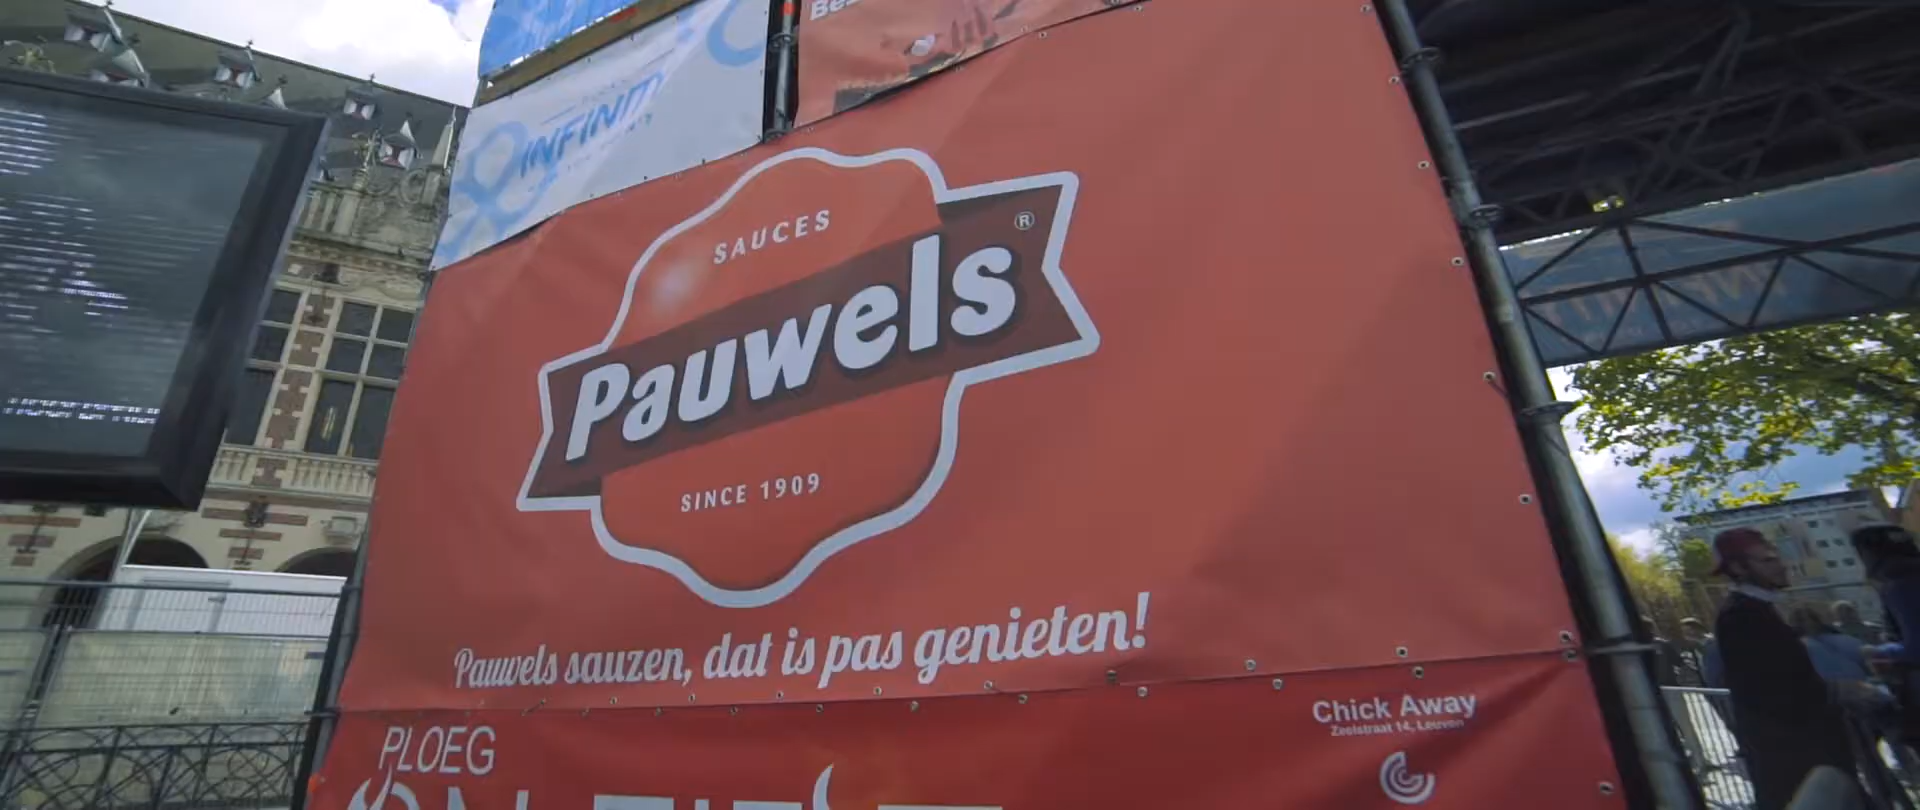 INFINITY
SAUCES
Pauwels®
SINCE 1909
Pauwels sauzen, dat is pas genieten!
Chick Away
Zeelstraat 14, Leuven
PLOEG